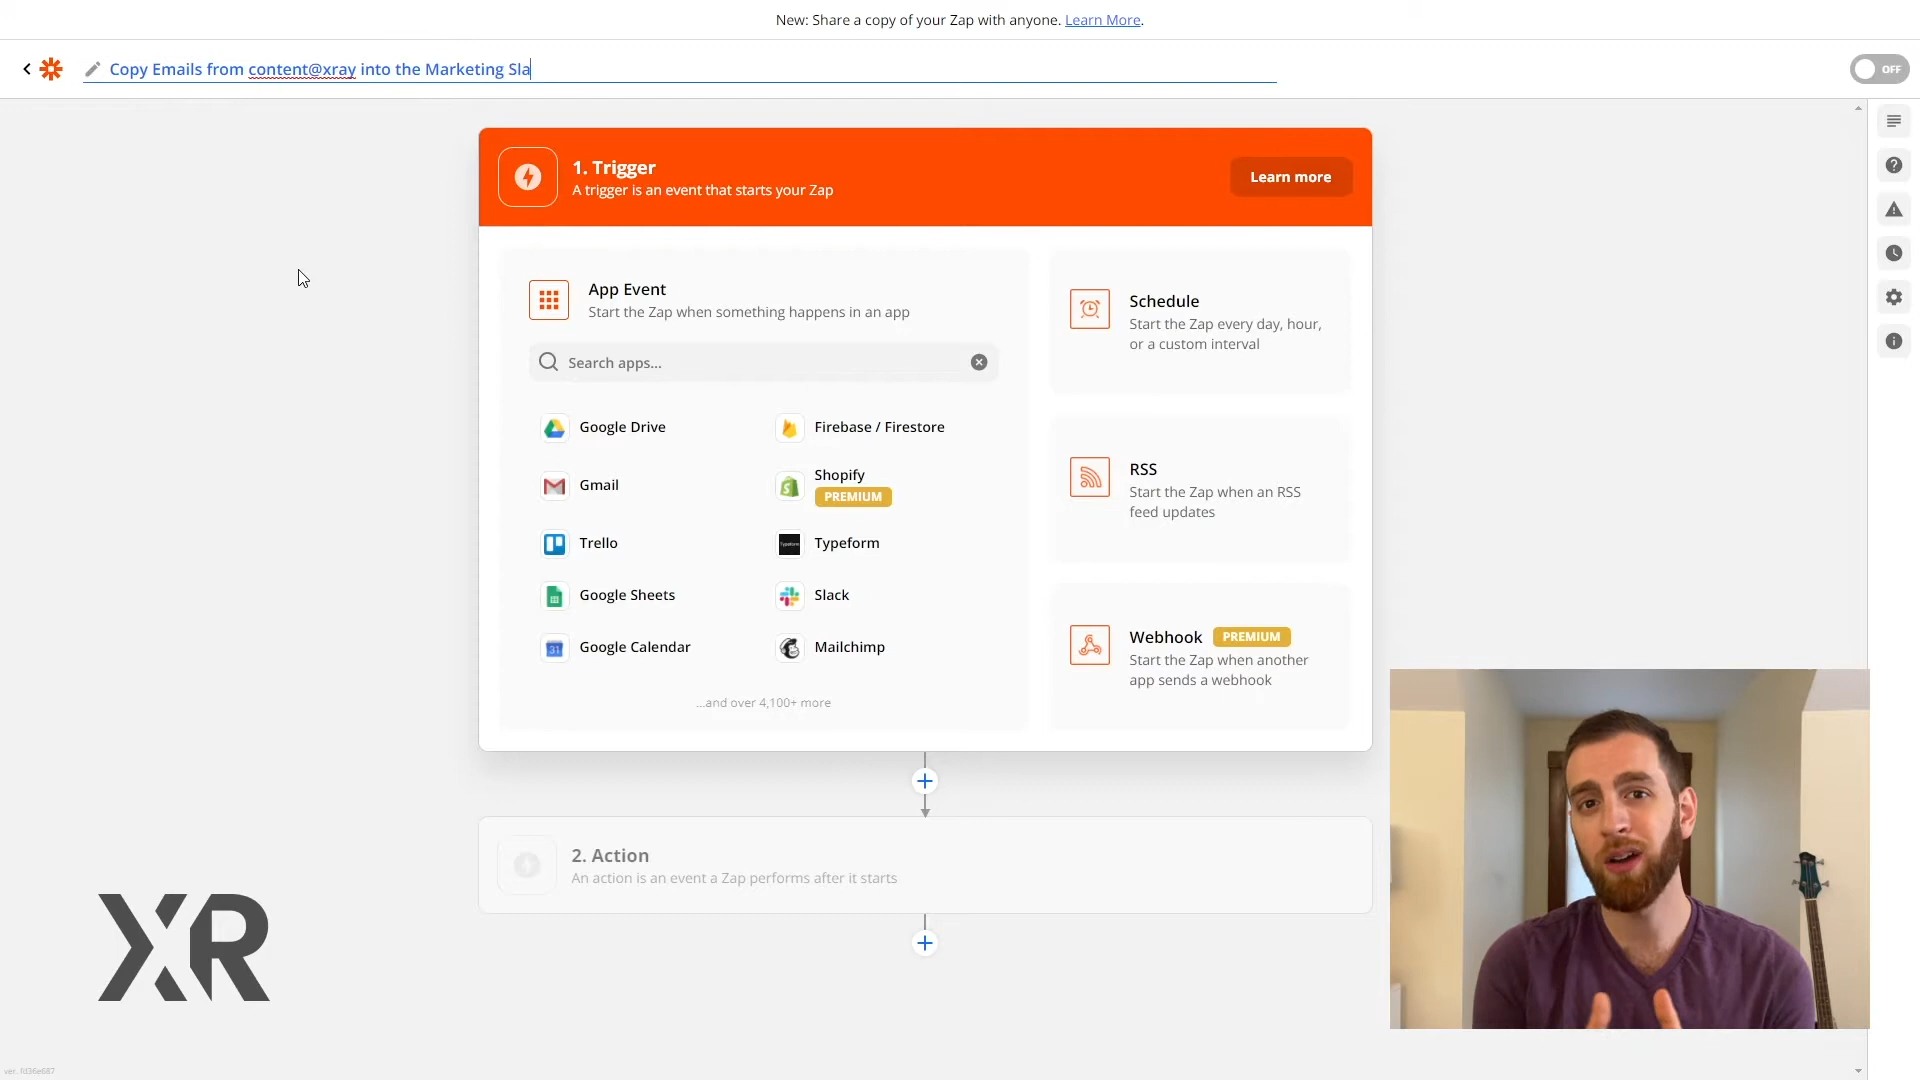 New: Share a copy of your Zap with anyone. Learn More.
Copy Emails from content@xray into the Marketing Sla
OFF
1. Trigger
A trigger is an event that starts your Zap
Learn more
App Event
Start the Zap when something happens in an app
Search apps...
Google Drive
Firebase / Firestore
Gmail
Shopify
PREMIUM
Trello
Typeform
Google Sheets
Slack
Google Calendar
Mailchimp
...and over 4,100+ more
Schedule
Start the Zap every day, hour,
or a custom interval
RSS
Start the Zap when an RSS
feed updates
Webhook PREMIUM
Start the Zap when another
app sends a webhook
2. Action
An action is an event a Zap performs after it starts
XR
ver. fd36e687